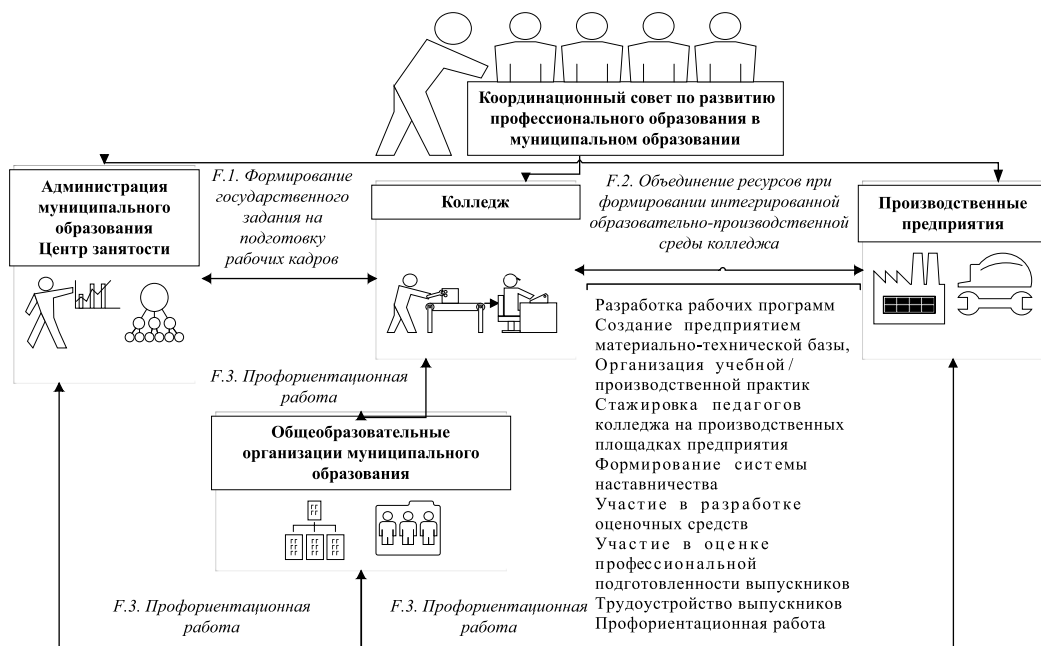 Координационный совет по развитию
профессионального образования в
муниципальном образовании
Администрация
муниципального
образования
Центр занятости
F.1. Формирование
государственного
задания на
подготовку
рабочих кадров
Колледж
F.2. Объединение ресурсов при
формировании интегрированной
образовательно-производственной
среды колледжа
Производственные
предприятия
Разработка рабочих программ
Создание предприятием
материально-технической базы,
Организация учебной/
производственной практик
Стажировка педагогов
колледжа на производственных
площадках предприятия
Формирование системы
наставничества
Участие в разработке
оценочных средств
Участие в оценке
профессиональной
подготовленности выпускников
Трудоустройство выпускников
Профориентационная работа
F.3. Профориентационная
работа
Общеобразовательные
организации муниципального
образования
F.3. Профориентационная
работа
F.3. Профориентационная
работа